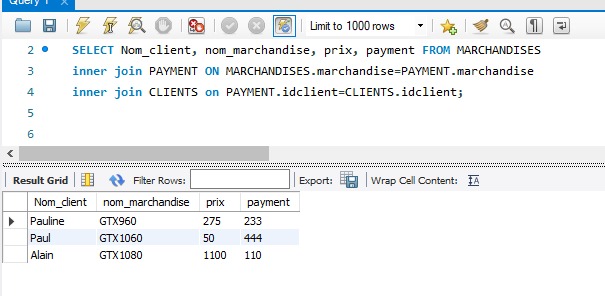 Query 1
Limit to 1000 rows
2 SELECT Nom_client, nom_marchandise, prix, payment FROM MARCHANDISES
3 inner join PAYMENT ON MARCHANDISES.marchandise=PAYMENT.marchandise
4 inner join CLIENTS on PAYMENT.idclient=CLIENTS.idclient;
5
6
Result Grid Filter Rows: Export: Wrap Cell Content:
Nom_client nom_marchandise prix payment
Pauline GTX960 275 233
Paul GTX1060 50 444
Alain GTX1080 1100 110